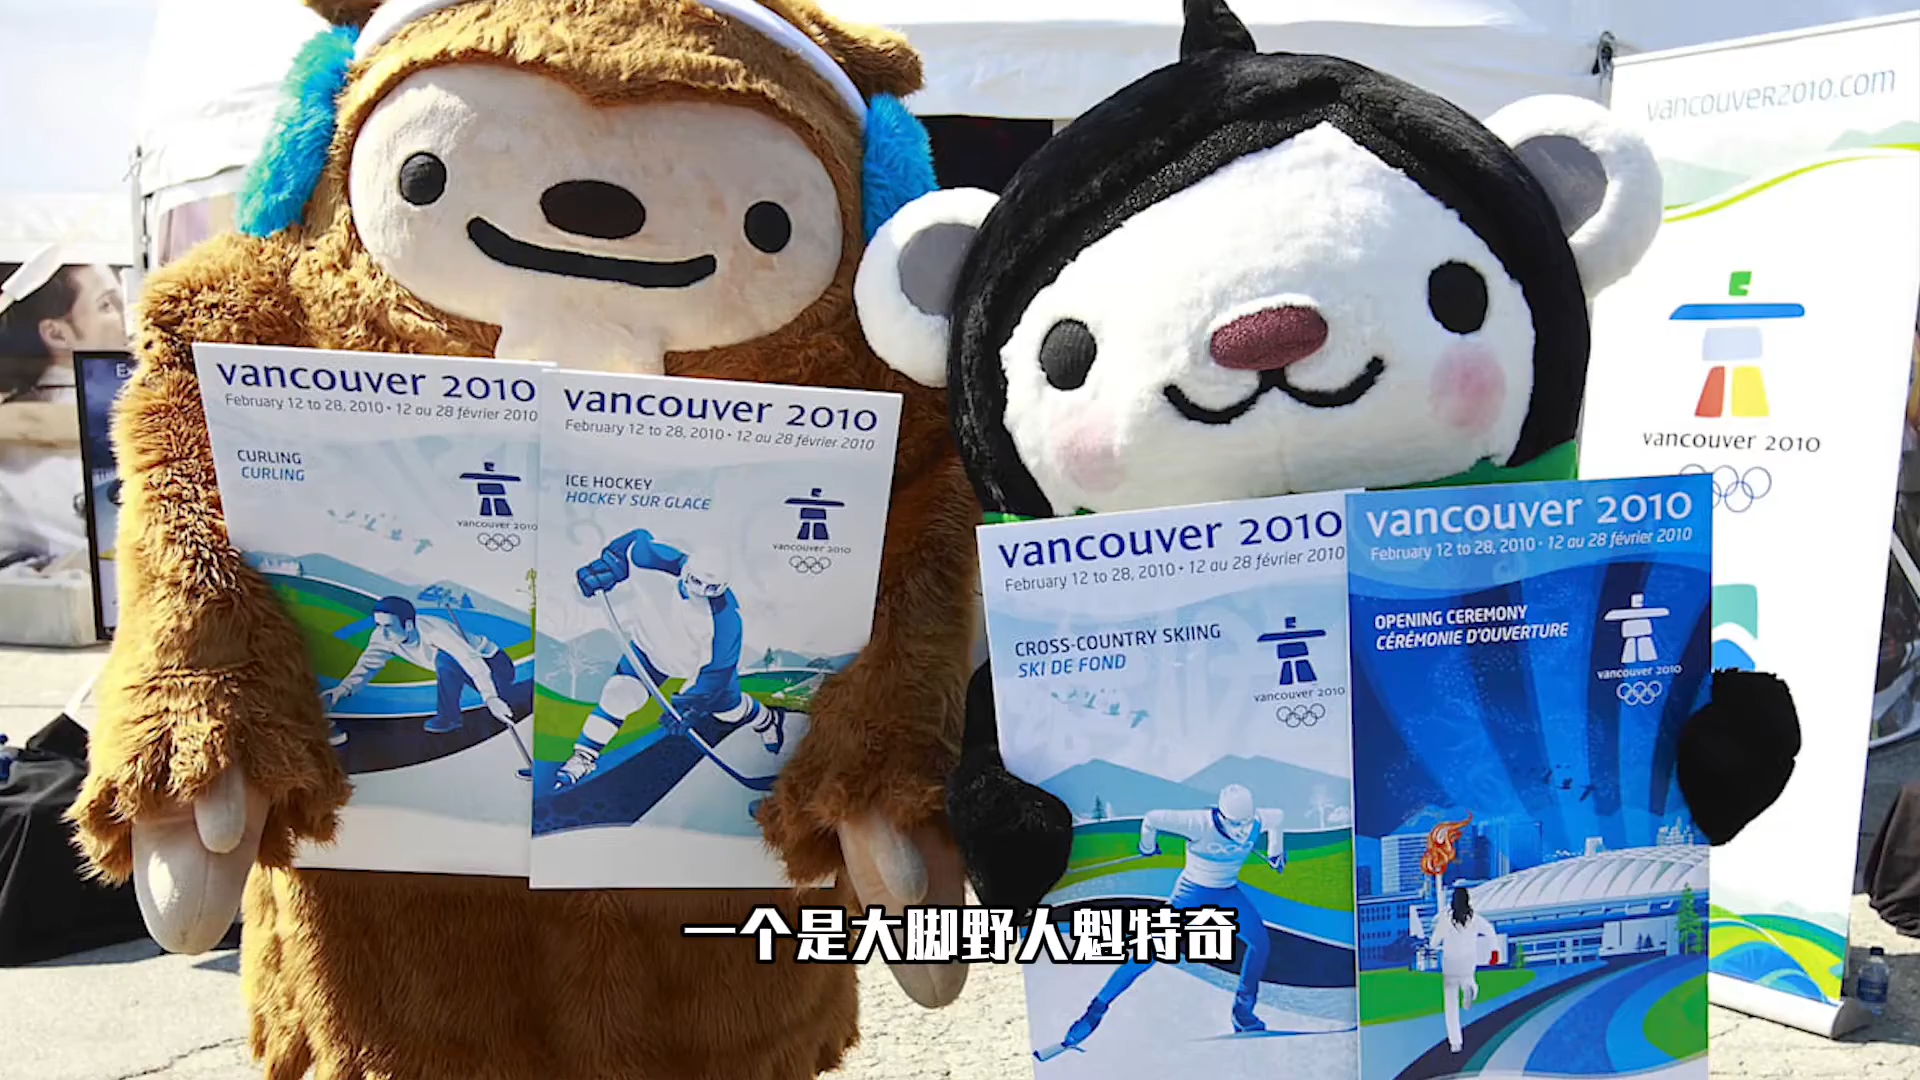 vancouver2010.com
vancouver 2010
vancouver 2010
February 12 to 28, 2010 • 12 au 28 février 2010
CURLING
CURLING
vancouver 2010
vancouver 2010
February 12 to 28, 2010 • 12 au 28 février 2010
ICE HOCKEY
HOCKEY SUR GLACE
vancouver 2010
vancouver 2010
February 12 to 28, 2010 • 12 au 28 février 2010
CROSS-COUNTRY SKIING
SKI DE FOND
vancouver 2010
vancouver 2010
February 12 to 28, 2010 • 12 au 28 février 2010
OPENING CEREMONY
CÉRÉMONIE D'OUVERTURE
vancouver 2010
一个是大脚野人魁特奇